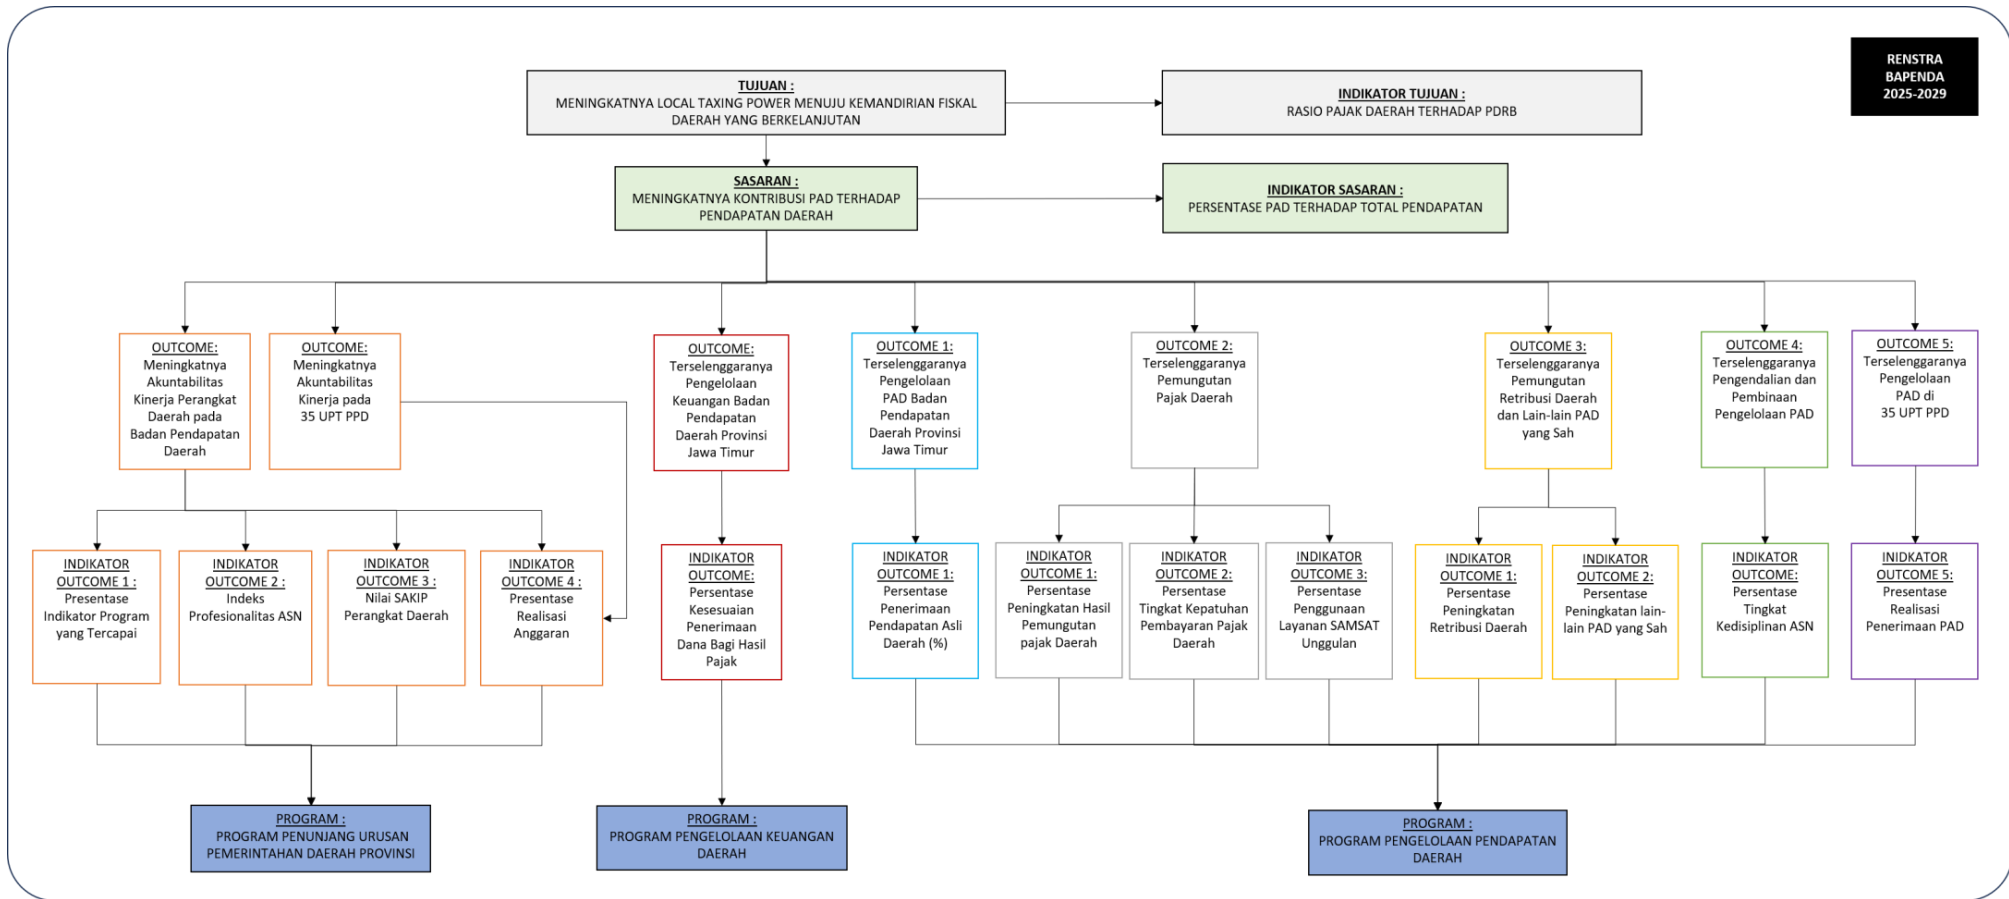 RENSTRA
BAPENDA
2025-2029
TUJUAN :
MENINGKATNYA LOCAL TAXING POWER MENUJU KEMANDIRIAN FISKAL
DAERAH YANG BERKELANJUTAN
INDIKATOR TUJUAN :
RASIO PAJAK DAERAH TERHADAP PDRB
SASARAN :
MENINGKATNYA KONTRIBUSI PAD TERHADAP
PENDAPATAN DAERAH
INDIKATOR SASARAN :
PERSENTASE PAD TERHADAP TOTAL PENDAPATAN
OUTCOME:
Meningkatnya
Akuntabilitas
Kinerja Perangkat
Daerah pada
Badan Pendapatan
Daerah
OUTCOME:
Meningkatnya
Akuntabilitas
Kinerja pada
35 UPT PPD
OUTCOME:
Terselenggaranya
Pengelolaan
Keuangan Badan
Pendapatan
Daerah Provinsi
Jawa Timur
OUTCOME 1:
Terselenggaranya
Pengelolaan
PAD Badan
Pendapatan
Daerah Provinsi
Jawa Timur
OUTCOME 2:
Terselenggaranya
Pemungutan
Pajak Daerah
OUTCOME 3:
Terselenggaranya
Pemungutan
Retribusi Daerah
dan Lain-lain PAD
yang Sah
OUTCOME 4:
Terselenggaranya
Pengendalian dan
Pembinaan
Pengelolaan PAD
OUTCOME 5:
Terselenggaranya
Pengelolaan
PAD di
35 UPT PPD
INDIKATOR
OUTCOME 1 :
Presentase
Indikator Program
yang Tercapai
INDIKATOR
OUTCOME 2 :
Indeks
Profesionalitas ASN
INDIKATOR
OUTCOME 3 :
Nilai SAKIP
Perangkat Daerah
INDIKATOR
OUTCOME 4 :
Presentase
Realisasi
Anggaran
INDIKATOR
OUTCOME:
Persentase
Kesesuaian
Penerimaan
Dana Bagi Hasil
Pajak
INDIKATOR
OUTCOME 1:
Persentase
Penerimaan
Pendapatan Asli
Daerah (%)
INDIKATOR
OUTCOME 1:
Persentase
Peningkatan Hasil
Pemungutan
pajak Daerah
INDIKATOR
OUTCOME 2:
Persentase
Tingkat Kepatuhan
Pembayaran Pajak
Daerah
INDIKATOR
OUTCOME 3:
Persentase
Penggunaan
Layanan SAMSAT
Unggulan
INDIKATOR
OUTCOME 1:
Persentase
Peningkatan
Retribusi Daerah
INDIKATOR
OUTCOME 2:
Persentase
Peningkatan lain-
lain PAD yang Sah
INDIKATOR
OUTCOME:
Persentase
Tingkat
Kedisiplinan ASN
INIDKATOR
OUTCOME 5:
Presentase
Realisasi
Penerimaan PAD
PROGRAM :
PROGRAM PENUNJANG URUSAN
PEMERINTAHAN DAERAH PROVINSI
PROGRAM :
PROGRAM PENGELOLAAN KEUANGAN
DAERAH
PROGRAM :
PROGRAM PENGELOLAAN PENDAPATAN
DAERAH